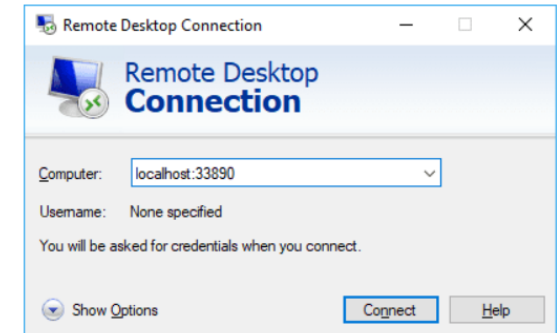 Remote Desktop Connection
Remote Desktop
Connection
Computer: localhost:33890
Username: None specified
You will be asked for credentials when you connect.
Show Options Connect Help